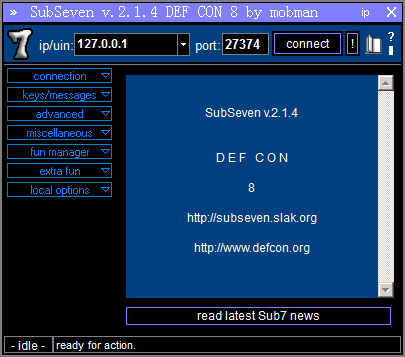 » SubSeven v.2.1.4 DEF CON 8 by mobman ip X
7 ip/uin: 127.0.0.1 port: 27374 connect ! ?
connection
keys/messages
advanced
miscellaneous
fun manager
extra fun
local options
SubSeven v.2.1.4
DEF CON
8
http://subseven.slak.org
http://www.defcon.org
read latest Sub7 news
- idle - ready for action.